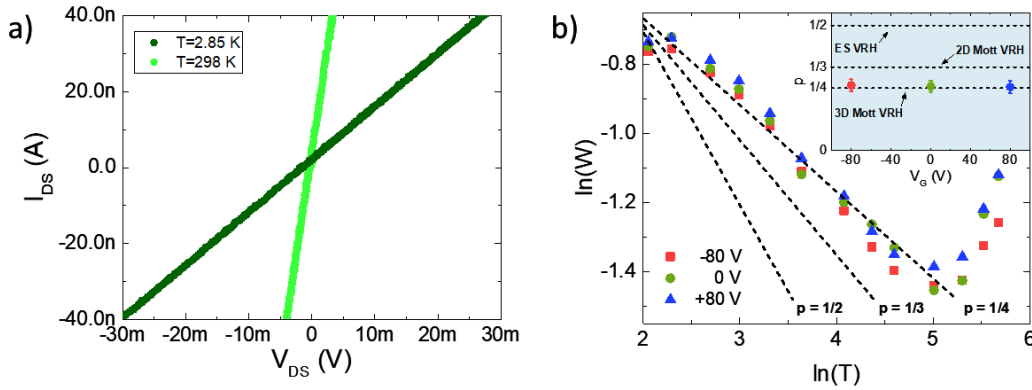 a)
T=2.85 K
T=298 K
40.0n
20.0n
0.0
-20.0n
-40.0n
I_DS (A)
-30m -20m -10m 0 10m 20m 30m
V_DS (V)
b)
-0.8
-1.0
-1.2
-1.4
ln(W)
2 3 4 5 6
ln(T)
-80 V
0 V
+80 V
p = 1/2
p = 1/3
p = 1/4
1/2
1/3
1/4
0
p
ES VRH
2D Mott VRH
3D Mott VRH
-80 -40 0 40 80
V_G (V)